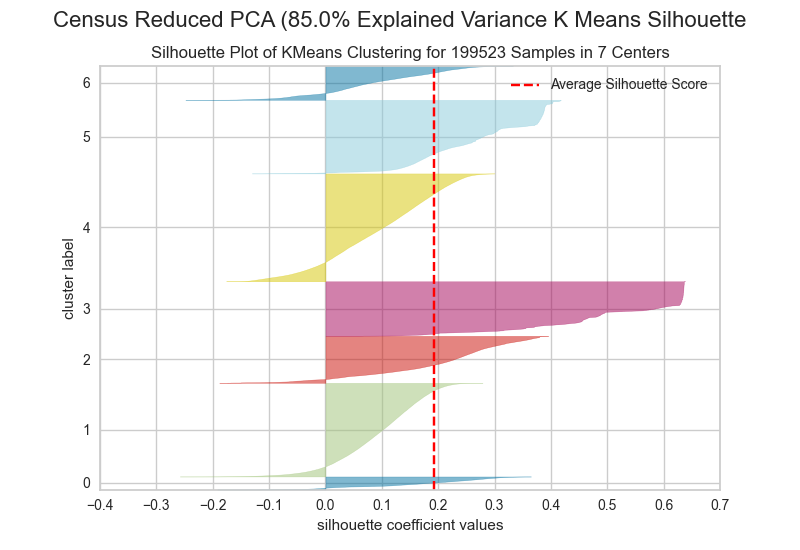 Census Reduced PCA (85.0% Explained Variance K Means Silhouette
Silhouette Plot of KMeans Clustering for 199523 Samples in 7 Centers
Average Silhouette Score
6
5
4
3
2
1
0
cluster label
−0.4 −0.3 −0.2 −0.1 0.0 0.1 0.2 0.3 0.4 0.5 0.6 0.7
silhouette coefficient values